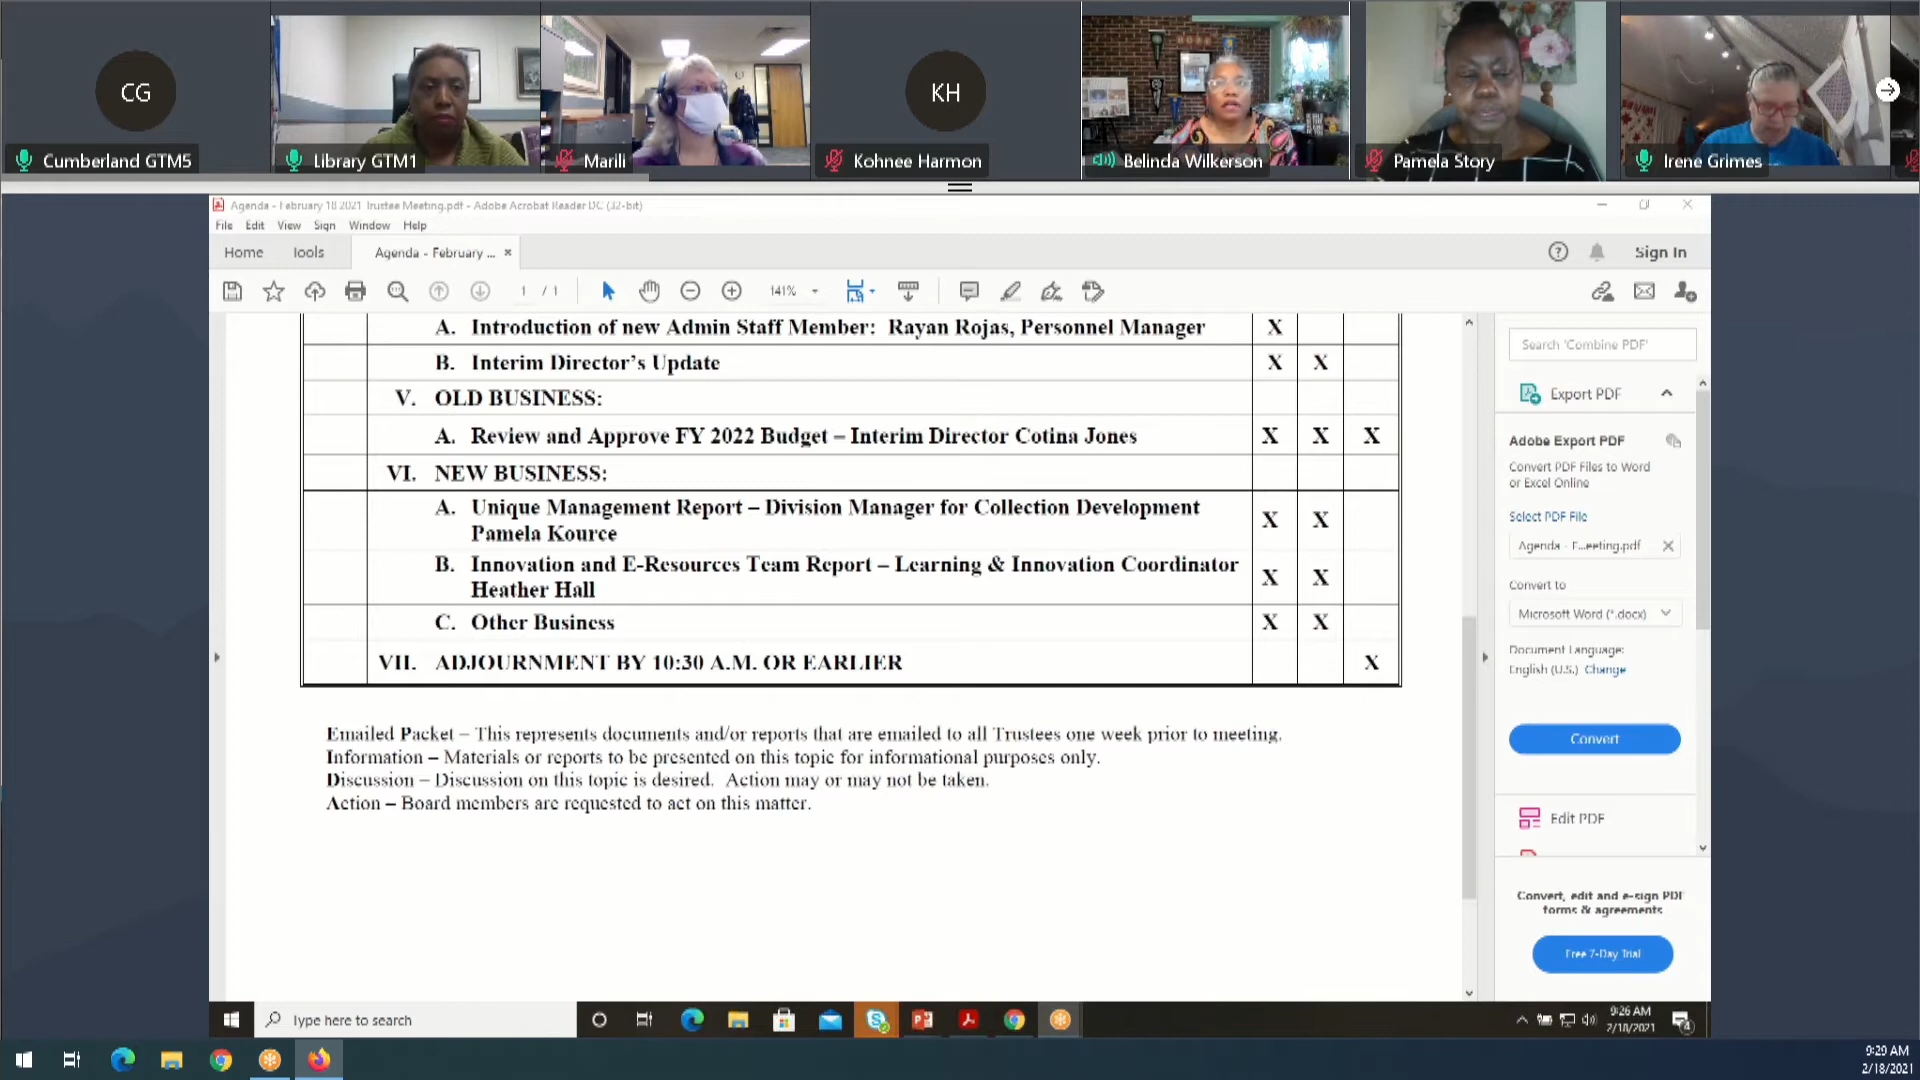 CG
KH
Cumberland GTM5
Library GTM1
Marili
Kohnee Harmon
Belinda Wilkerson
Pamela Story
Irene Grimes
Agenda - February 18 2021 Trustee Meeting.pdf - Adobe Acrobat Reader DC (32-bit)
File Edit View Sign Window Help
Home Tools Agenda - February ... × Sign In
1 / 1 141%
A. Introduction of new Admin Staff Member: Rayan Rojas, Personnel Manager X
B. Interim Director's Update X X
V. OLD BUSINESS:
A. Review and Approve FY 2022 Budget – Interim Director Cotina Jones X X X
VI. NEW BUSINESS:
A. Unique Management Report – Division Manager for Collection Development
Pamela Kource X X
B. Innovation and E-Resources Team Report – Learning & Innovation Coordinator
Heather Hall X X
C. Other Business X X
VII. ADJOURNMENT BY 10:30 A.M. OR EARLIER X
Emailed Packet – This represents documents and/or reports that are emailed to all Trustees one week prior to meeting.
Information – Materials or reports to be presented on this topic for informational purposes only.
Discussion – Discussion on this topic is desired. Action may or may not be taken.
Action – Board members are requested to act on this matter.
Search 'Combine PDF'
Export PDF
Adobe Export PDF
Convert PDF Files to Word
or Excel Online
Select PDF File
Agenda - F...eeting.pdf
Convert to
Microsoft Word (*.docx)
Document Language:
English (U.S.) Change
Convert
Edit PDF
Convert, edit and e-sign PDF
forms & agreements
Free 7-Day Trial
Type here to search
9:26 AM
2/18/2021
4
9:29 AM
2/18/2021